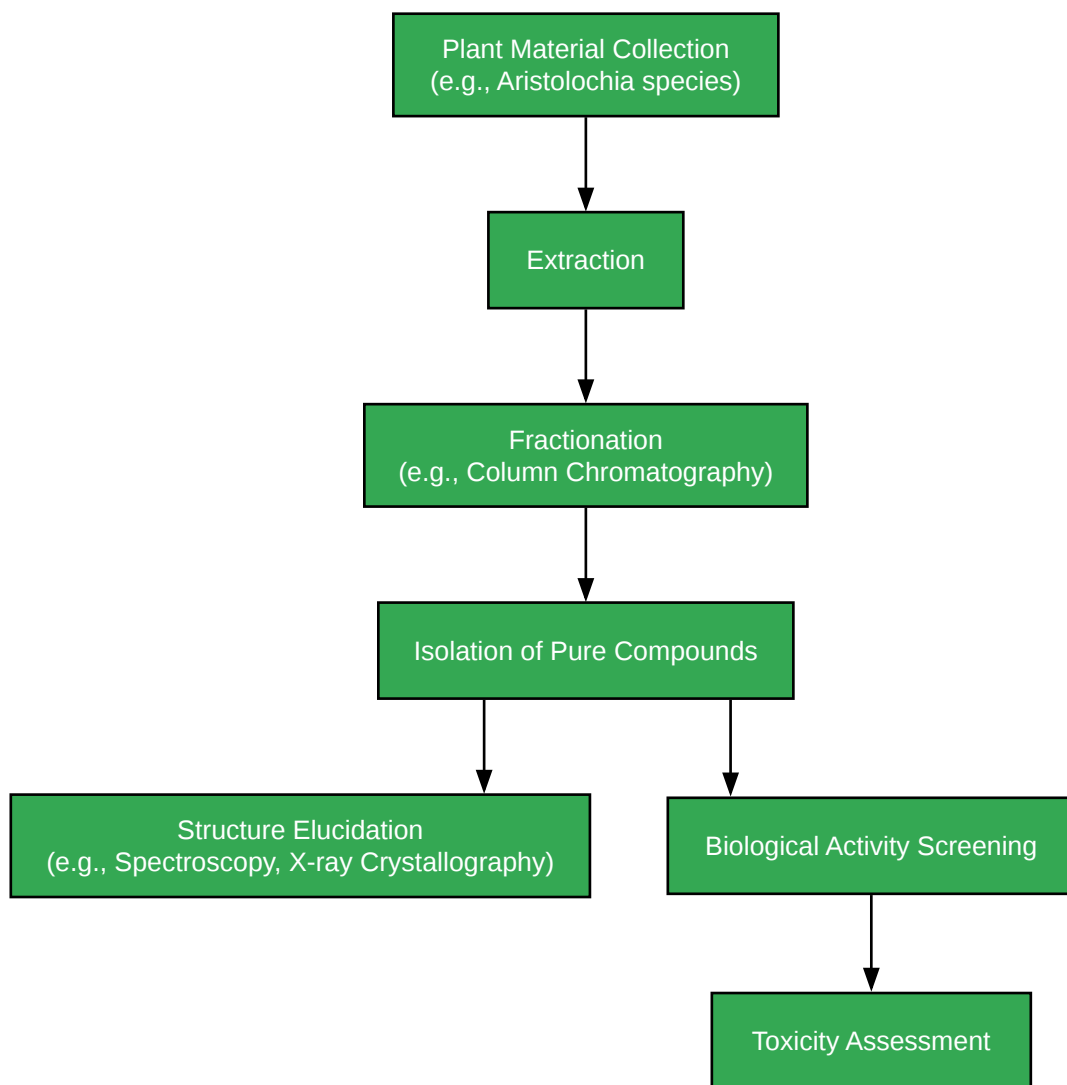 Plant Material Collection
(e.g., Aristolochia species)
Extraction
Fractionation
(e.g., Column Chromatography)
Isolation of Pure Compounds
Structure Elucidation
(e.g., Spectroscopy, X-ray Crystallography)
Biological Activity Screening
Toxicity Assessment